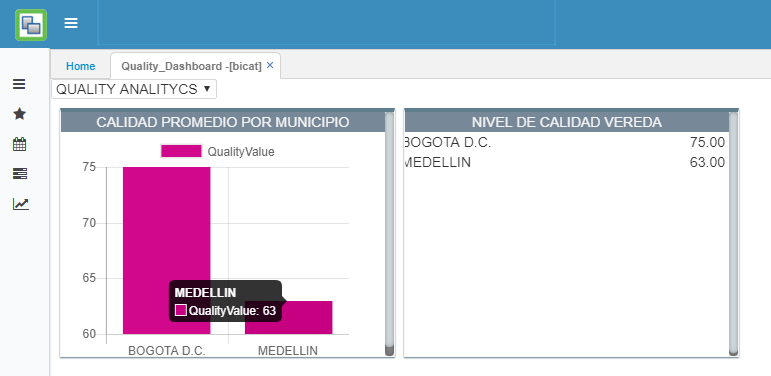 Home
Quality_Dashboard -[bicat] ×
QUALITY ANALITYCS ▼
CALIDAD PROMEDIO POR MUNICIPIO
QualityValue
75
70
65
60
MEDELLIN
QualityValue: 63
BOGOTA D.C. MEDELLIN
NIVEL DE CALIDAD VEREDA
BOGOTA D.C. 75.00
MEDELLIN 63.00